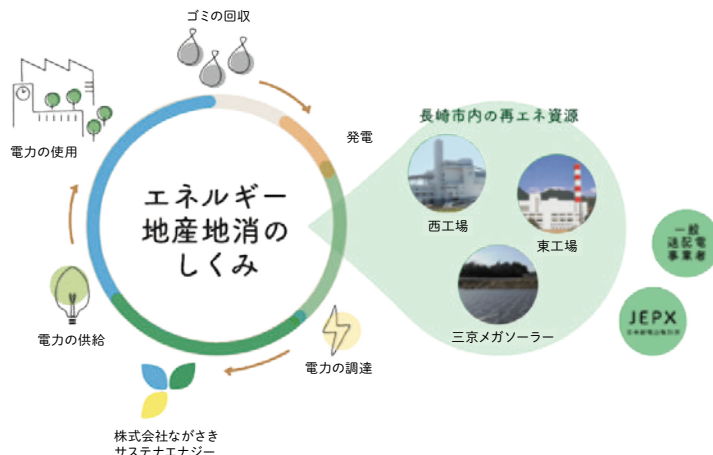 ゴミの回収
発電
長崎市内の再エネ資源
西工場
東工場
三京メガソーラー
一般
送配電
事業者
JEPX
電力の調達
株式会社ながさき
サステナエナジー
電力の供給
電力の使用
エネルギー
地産地消の
しくみ